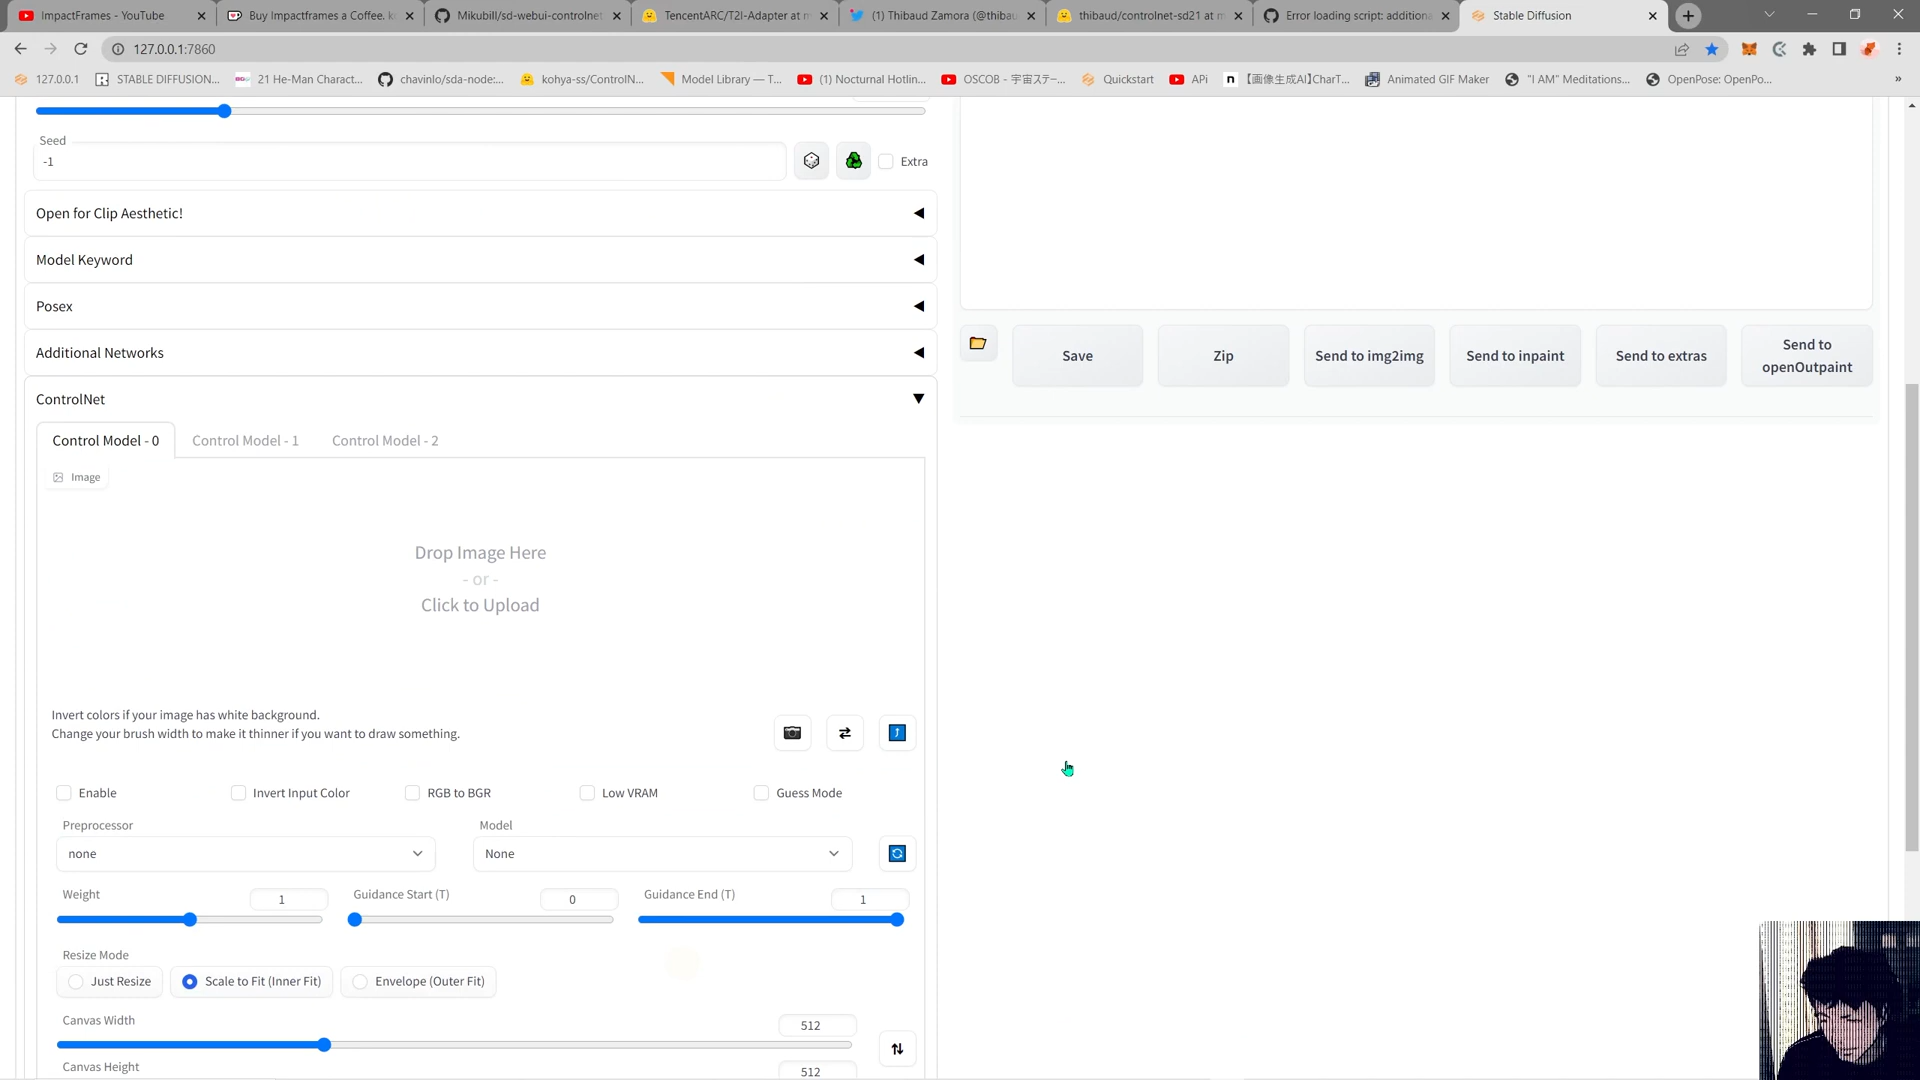 ImpactFrames - YouTube
Buy Impactframes a Coffee. k
Mikubill/sd-webui-controlnet
TencentARC/T2I-Adapter at m
(1) Thibaud Zamora (@thibau
thibaud/controlnet-sd21 at m
Error loading script: additiona
Stable Diffusion
127.0.0.1:7860
127.0.0.1
STABLE DIFFUSION...
21 He-Man Charact...
chavinlo/sda-node:...
kohya-ss/ControlN...
Model Library — T...
(1) Nocturnal Hotlin...
OSCOB - 宇宙ステー...
Quickstart
APi
【画像生成AI】CharT...
Animated GIF Maker
"I AM" Meditations...
OpenPose: OpenPo...
»
Seed
-1
Extra
Open for Clip Aesthetic!
Model Keyword
Posex
Additional Networks
Save
Zip
Send to img2img
Send to inpaint
Send to extras
Send to
openOutpaint
ControlNet
Control Model - 0
Control Model - 1
Control Model - 2
Image
Drop Image Here
- or -
Click to Upload
Invert colors if your image has white background.
Change your brush width to make it thinner if you want to draw something.
Enable
Invert Input Color
RGB to BGR
Low VRAM
Guess Mode
Preprocessor
none
Model
None
Weight
1
Guidance Start (T)
0
Guidance End (T)
1
Resize Mode
Just Resize
Scale to Fit (Inner Fit)
Envelope (Outer Fit)
Canvas Width
512
Canvas Height
512